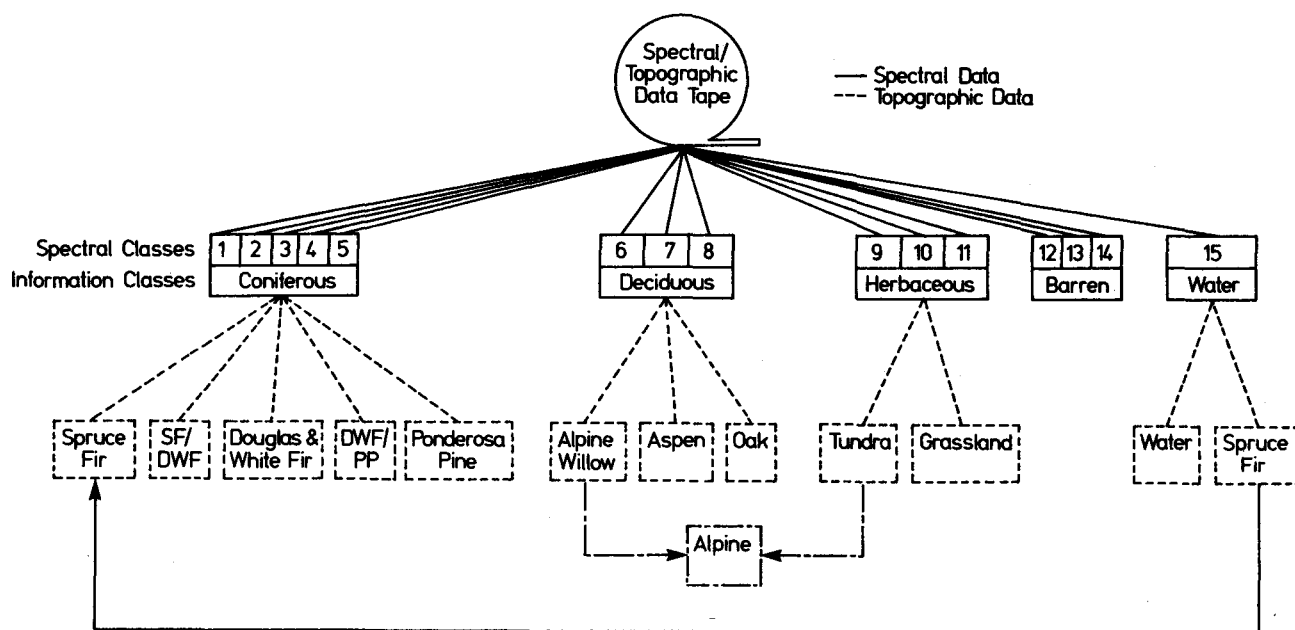 Spectral/
Topographic
Data Tape
Spectral Data
Topographic Data
Spectral Classes
1 2 3 4 5
6 7 8
9 10 11
12 13 14
15
Information Classes
Coniferous
Deciduous
Herbaceous
Barren
Water
Spruce
Fir
SF/
DWF
Douglas &
White Fir
DWF/
PP
Ponderosa
Pine
Alpine
Willow
Aspen
Oak
Tundra
Grassland
Water
Spruce
Fir
Alpine